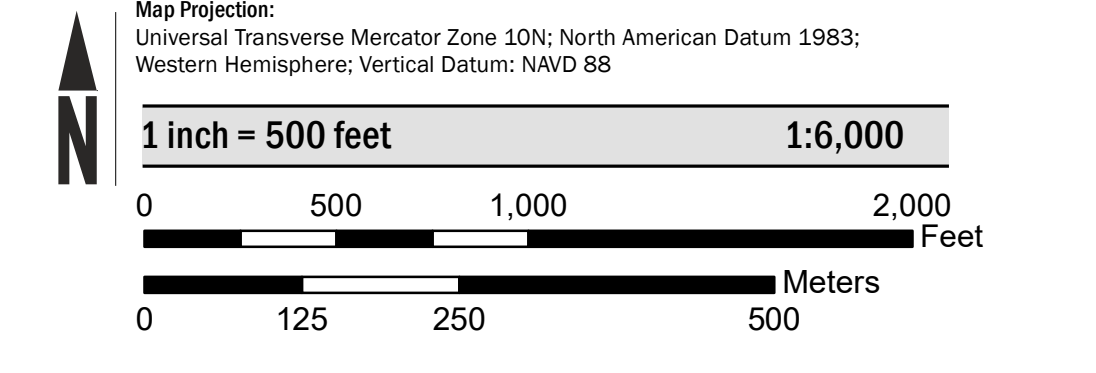 Map Projection:
Universal Transverse Mercator Zone 10N; North American Datum 1983;
Western Hemisphere; Vertical Datum: NAVD 88
N
1 inch = 500 feet 1:6,000
0 500 1,000 2,000
Feet
Meters
0 125 250 500